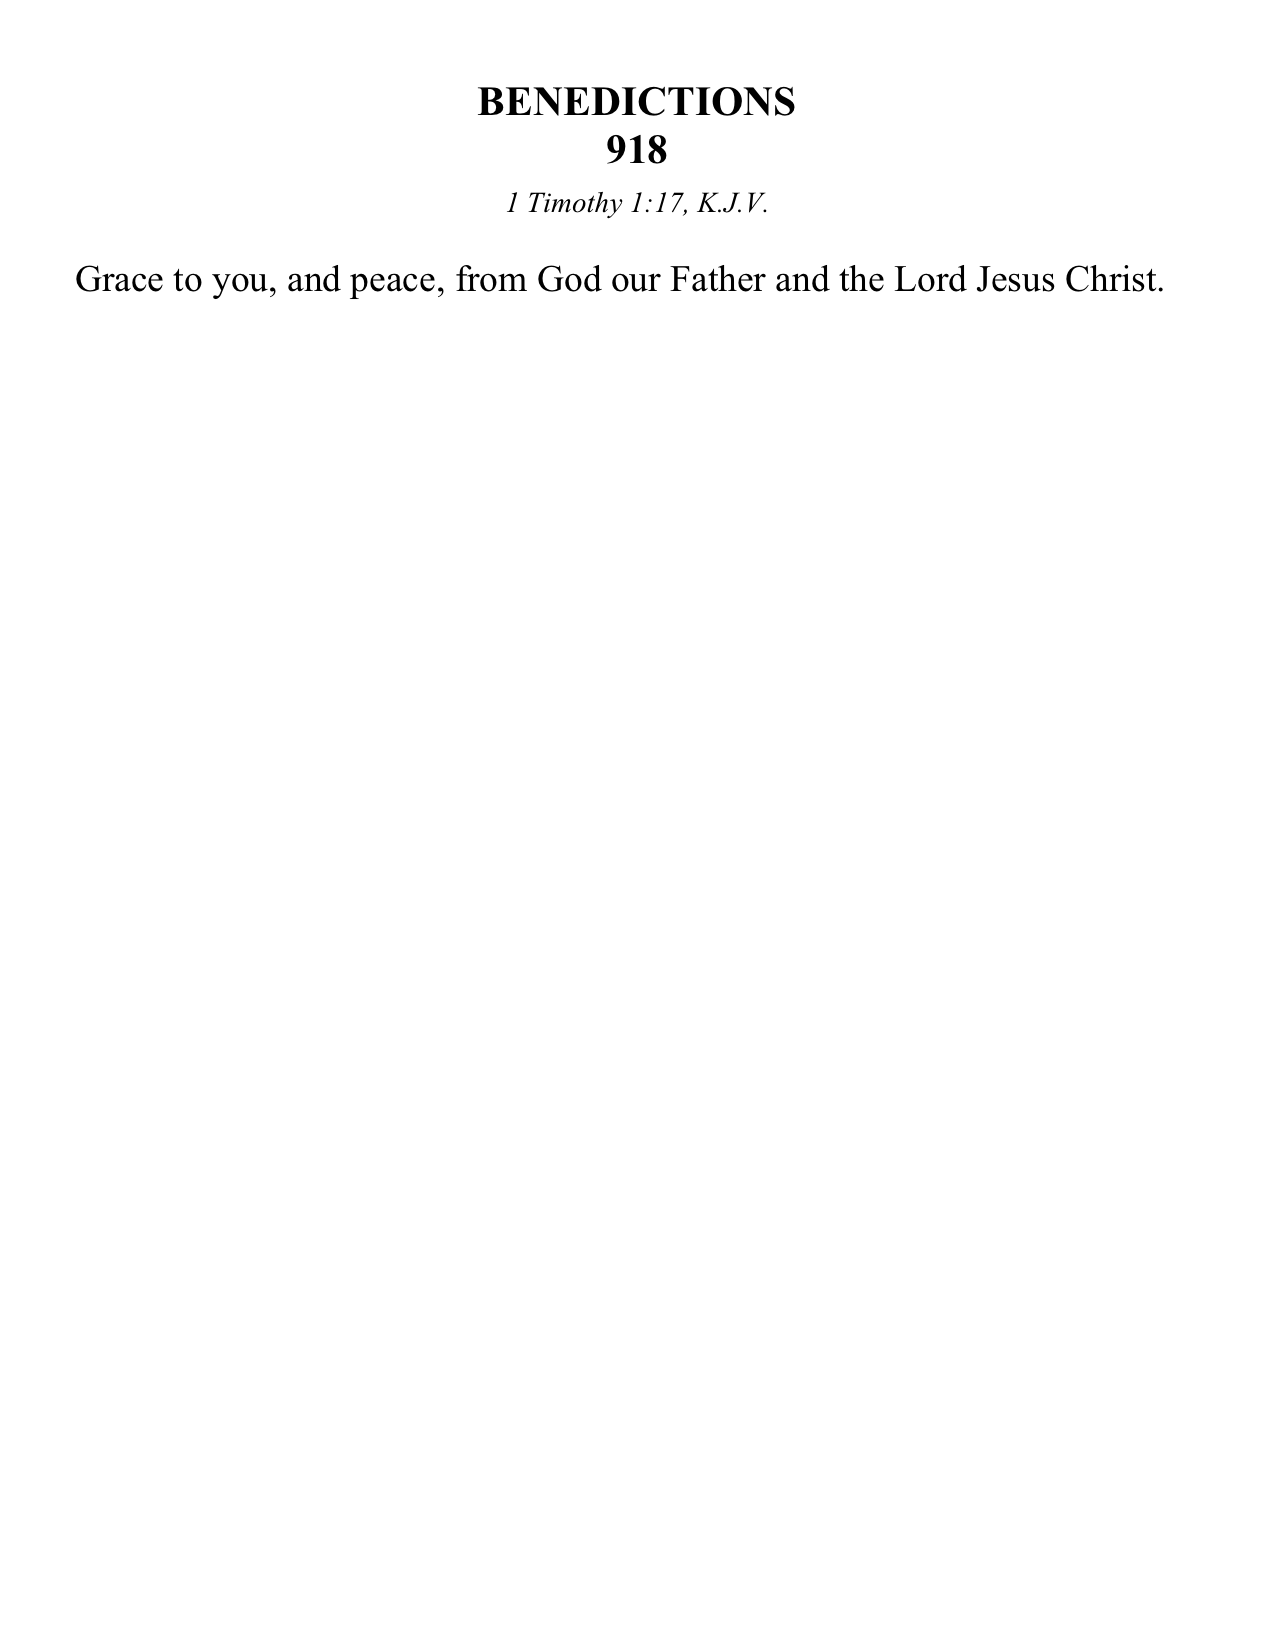 BENEDICTIONS
918
1 Timothy 1:17, K.J.V.
Grace to you, and peace, from God our Father and the Lord Jesus Christ.